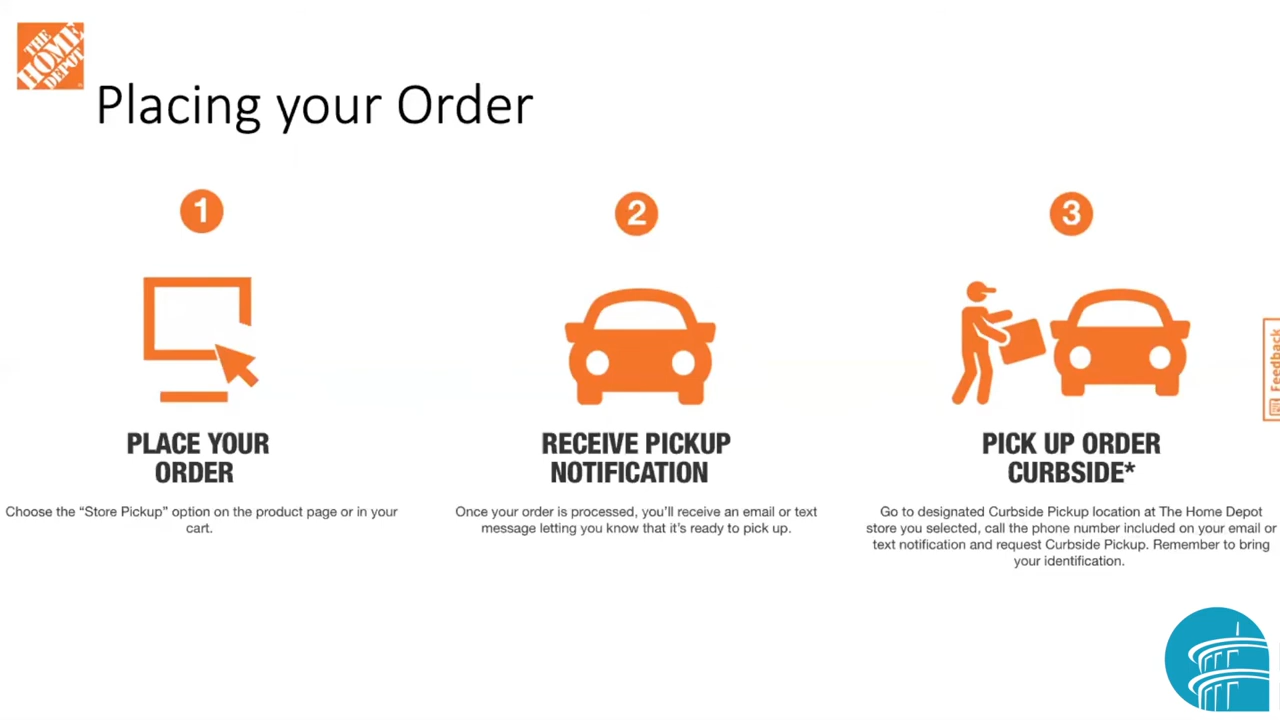 THE
HOME
DEPOT
Placing your Order
1
2
3
PLACE YOUR
ORDER
Choose the “Store Pickup” option on the product page or in your
cart.
RECEIVE PICKUP
NOTIFICATION
Once your order is processed, you’ll receive an email or text
message letting you know that it’s ready to pick up.
PICK UP ORDER
CURBSIDE*
Go to designated Curbside Pickup location at The Home Depot
store you selected, call the phone number included on your email or
text notification and request Curbside Pickup. Remember to bring
your identification.
Feedback